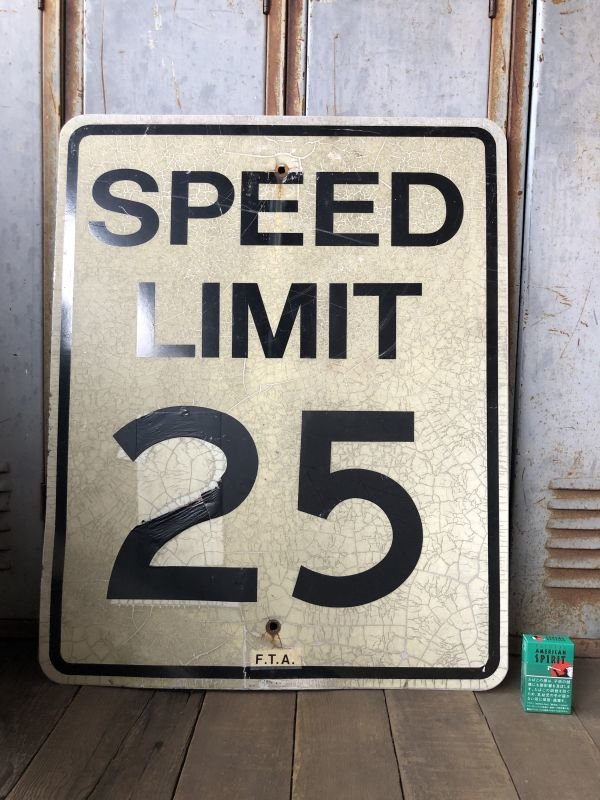 SPEED
LIMIT
25
F.T.A.
AMERICAN
SPIRIT